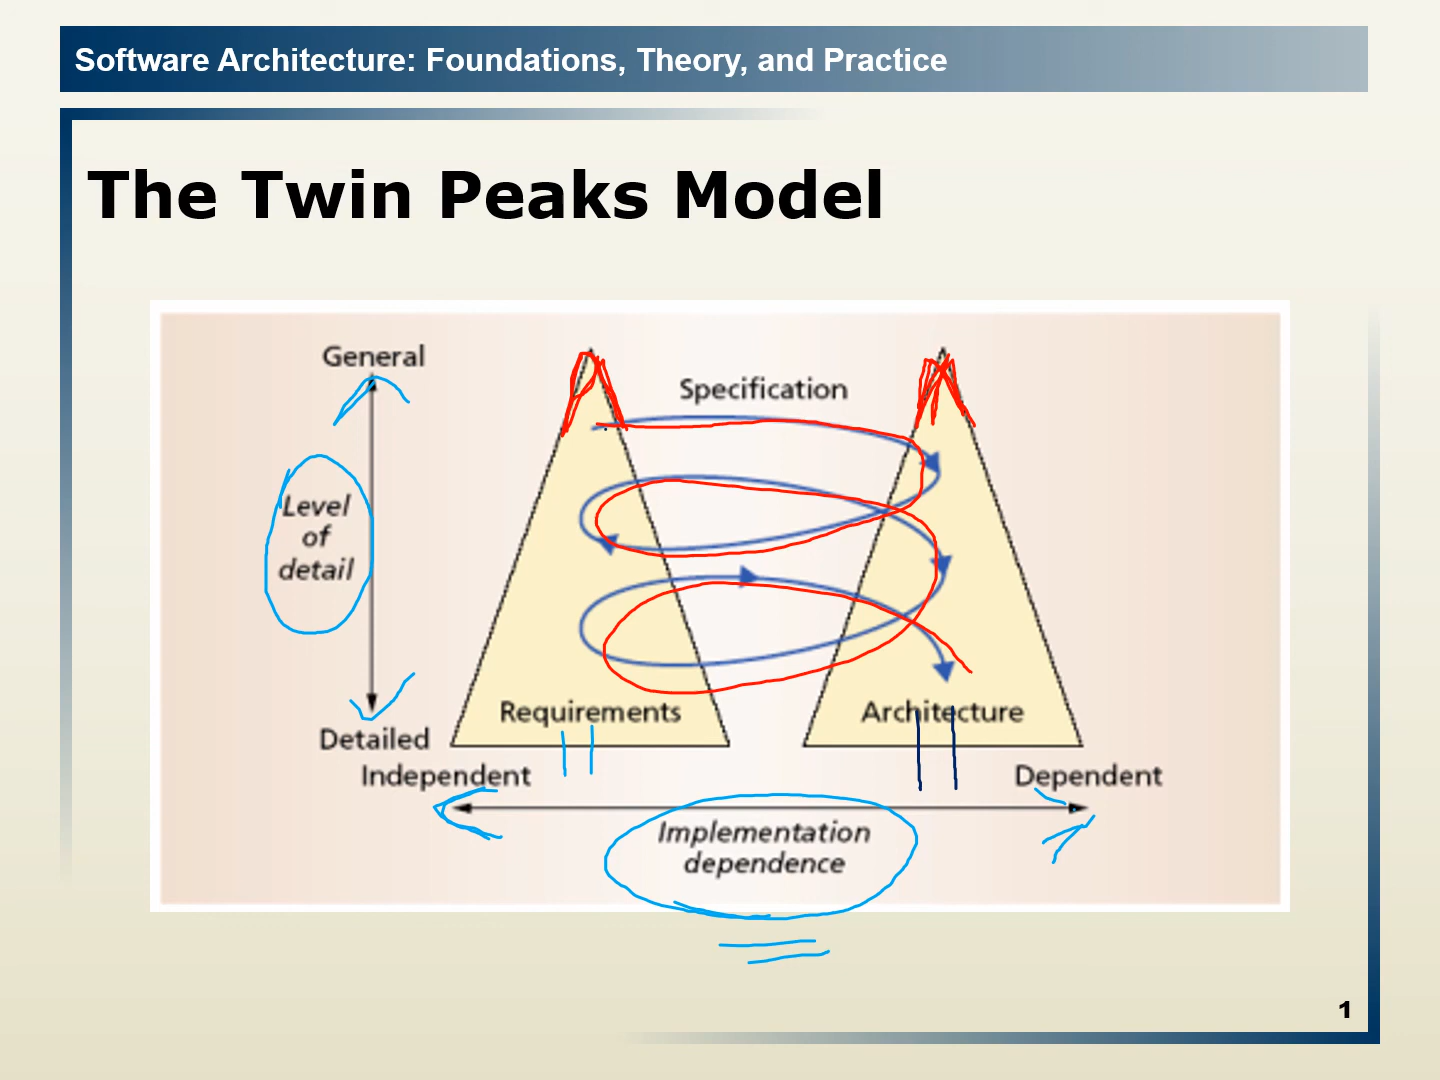 Software Architecture: Foundations, Theory, and Practice
The Twin Peaks Model
General
Specification
Level
of
detail
Requirements
Architecture
Detailed
Independent
Dependent
Implementation
dependence
1